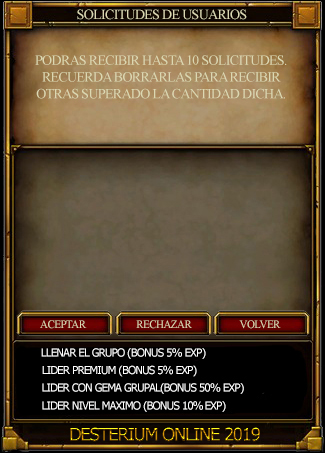 SOLICITUDES DE USUARIOS
PODRAS RECIBIR HASTA 10 SOLICITUDES.
RECUERDA BORRARLAS PARA RECIBIR
OTRAS SUPERADO LA CANTIDAD DICHA.
ACEPTAR RECHAZAR VOLVER
LLENAR EL GRUPO (BONUS 5% EXP)
LIDER PREMIUM (BONUS 5% EXP)
LIDER CON GEMA GRUPAL(BONUS 50% EXP)
LIDER NIVEL MAXIMO (BONUS 10% EXP)
DESTERIUM ONLINE 2019